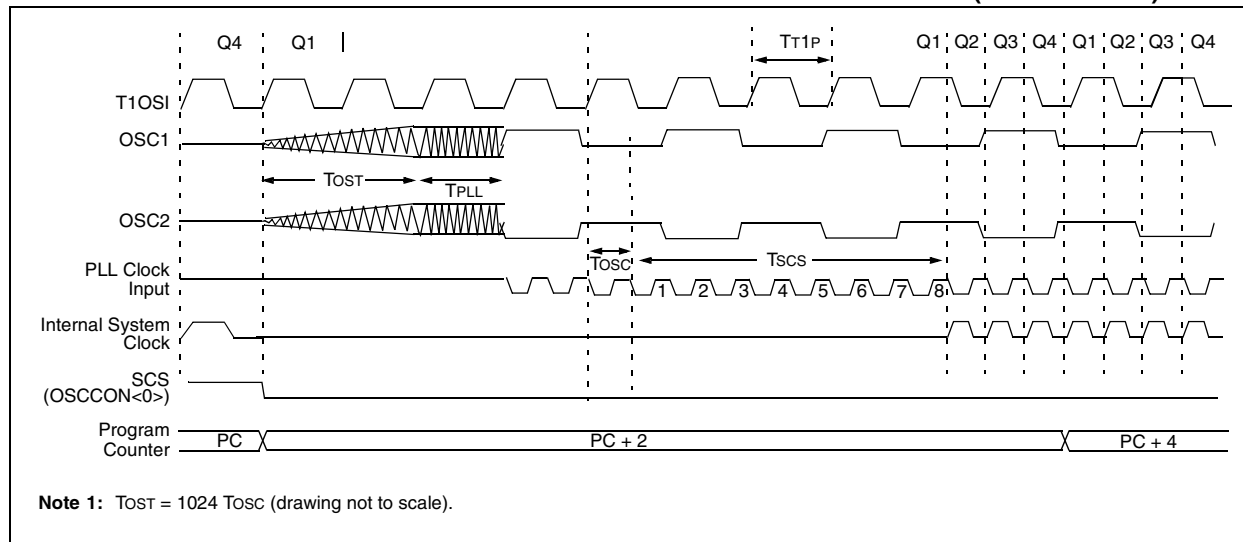 Q4 Q1 TT1P Q1 Q2 Q3 Q4 Q1 Q2 Q3 Q4
T1OSI
OSC1
TOST TPLL
OSC2
TOSC TSCS
PLL Clock
Input
1 2 3 4 5 6 7 8
Internal System
Clock
SCS
(OSCCON<0>)
Program
Counter
PC PC + 2 PC + 4
Note 1: TOST = 1024 TOSC (drawing not to scale).